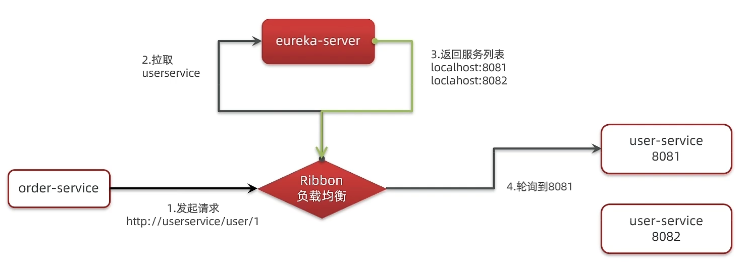 eureka-server
2.拉取
userservice
3.返回服务列表
localhost:8081
loclahost:8082
order-service
1.发起请求
http://userservice/user/1
Ribbon
负载均衡
4.轮询到8081
user-service
8081
user-service
8082